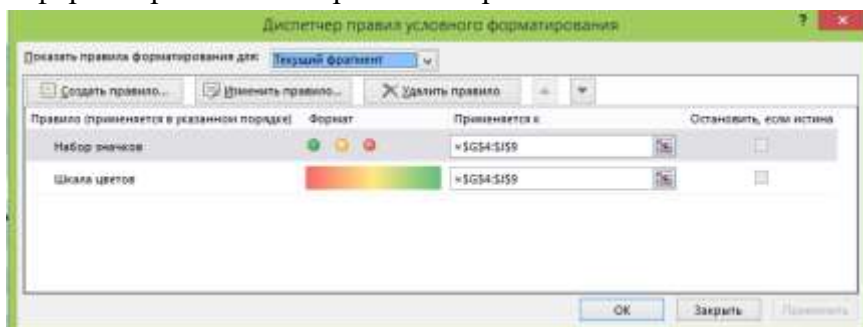 Диспетчер правил условного форматирования
Показать правила форматирования для: Текущий фрагмент
Создать правило... Изменить правило... Удалить правило
Правило (применяется в указанном порядке) Формат Применяется к Остановить, если истина
Набор значков =$G$4:$J$9
Шкала цветов =$G$4:$J$9
ОК Закрыть Применить